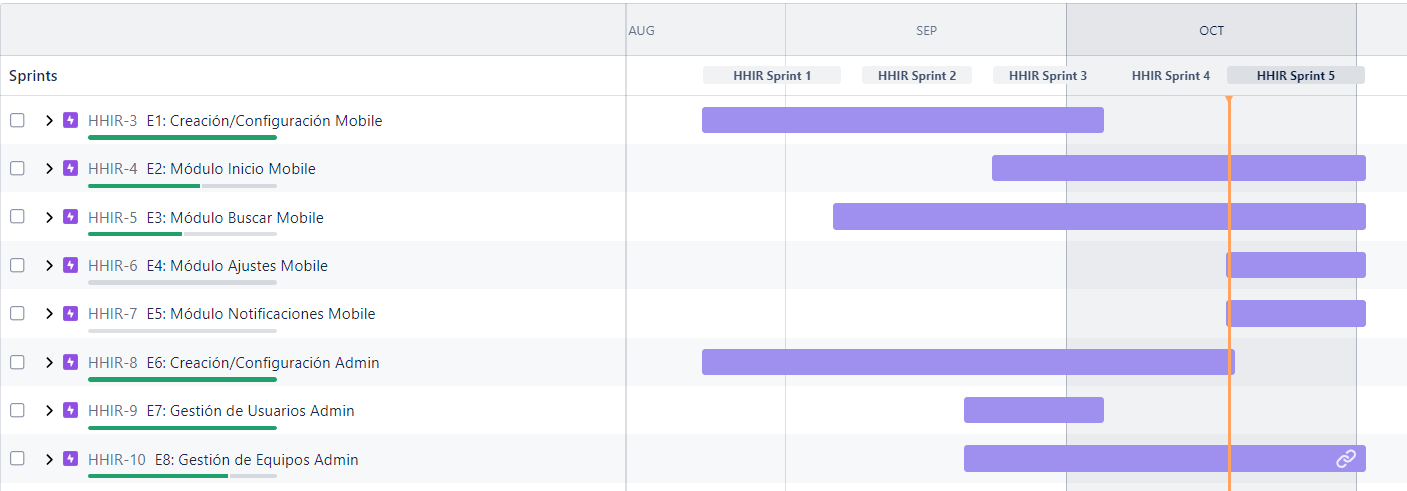 AUG SEP OCT
Sprints HHIR Sprint 1 HHIR Sprint 2 HHIR Sprint 3 HHIR Sprint 4 HHIR Sprint 5
HHIR-3 E1: Creación/Configuración Mobile
HHIR-4 E2: Módulo Inicio Mobile
HHIR-5 E3: Módulo Buscar Mobile
HHIR-6 E4: Módulo Ajustes Mobile
HHIR-7 E5: Módulo Notificaciones Mobile
HHIR-8 E6: Creación/Configuración Admin
HHIR-9 E7: Gestión de Usuarios Admin
HHIR-10 E8: Gestión de Equipos Admin